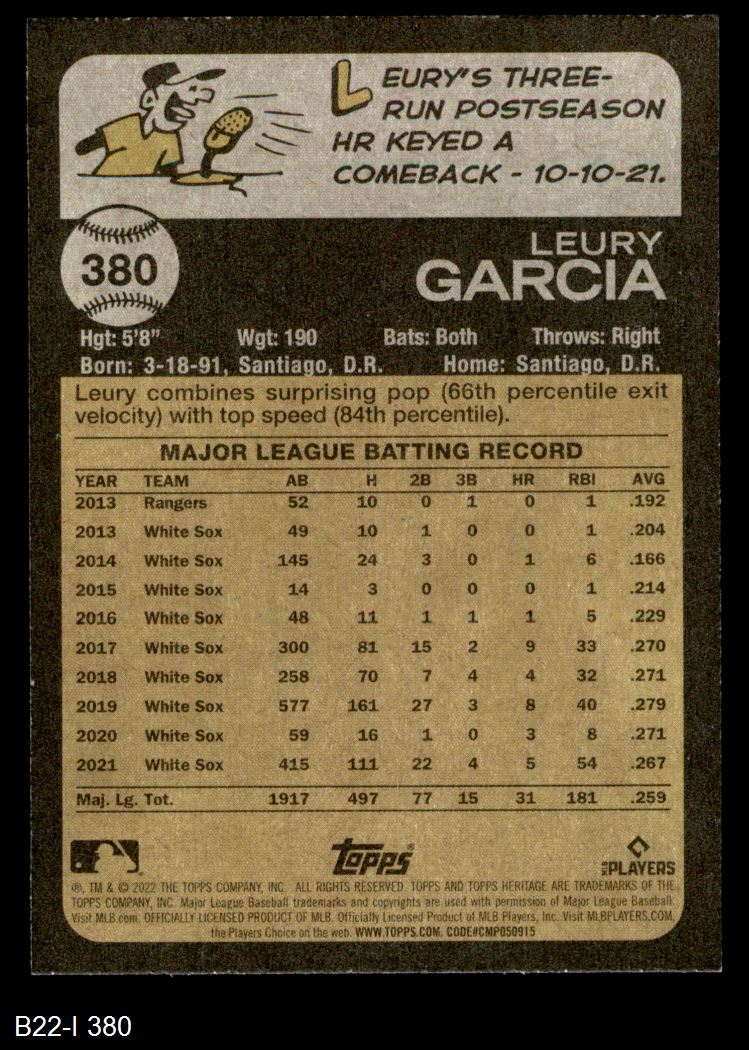 LEURY'S THREE-
RUN POSTSEASON
HR KEYED A
COMEBACK - 10-10-21.
380
LEURY
GARCIA
Hgt: 5'8" Wgt: 190 Bats: Both Throws: Right
Born: 3-18-91, Santiago, D.R. Home: Santiago, D.R.
Leury combines surprising pop (66th percentile exit
velocity) with top speed (84th percentile).
MAJOR LEAGUE BATTING RECORD
YEAR TEAM AB H 2B 3B HR RBI AVG
2013 Rangers 52 10 0 1 0 1 .192
2013 White Sox 49 10 1 0 0 1 .204
2014 White Sox 145 24 3 0 1 6 .166
2015 White Sox 14 3 0 0 0 1 .214
2016 White Sox 48 11 1 1 1 5 .229
2017 White Sox 300 81 15 2 9 33 .270
2018 White Sox 258 70 7 4 4 32 .271
2019 White Sox 577 161 27 3 8 40 .279
2020 White Sox 59 16 1 0 3 8 .271
2021 White Sox 415 111 22 4 5 54 .267
Maj. Lg. Tot. 1917 497 77 15 31 181 .259
Topps
MLB PLAYERS
®, TM & © 2022 THE TOPPS COMPANY, INC. ALL RIGHTS RESERVED. TOPPS AND TOPPS HERITAGE ARE TRADEMARKS OF THE
TOPPS COMPANY, INC. Major League Baseball trademarks and copyrights are used with permission of Major League Baseball.
Visit MLB.com. OFFICIALLY LICENSED PRODUCT OF MLB. Officially Licensed Product of MLB Players, Inc. Visit MLBPLAYERS.COM,
the Players Choice on the web. WWW.TOPPS.COM. CODE#CMP050915
B22-I 380